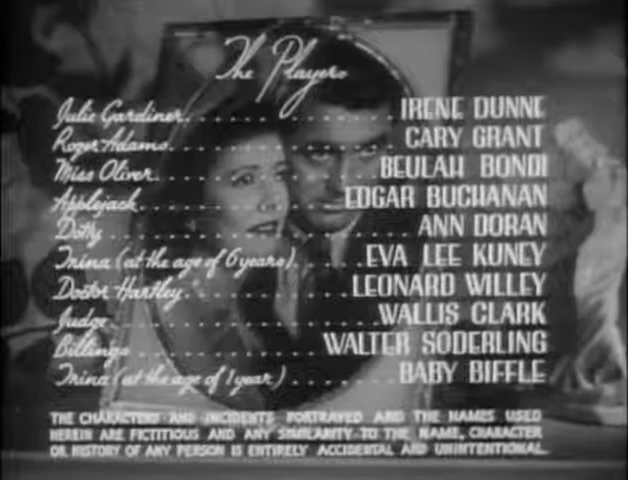 The Players
Julie Gardiner. . . . . . . . . . . . . IRENE DUNNE
Roger Adams. . . . . . . . . . . . . . CARY GRANT
Miss Oliver. . . . . . . . . . . . . BEULAH BONDI
Applejack. . . . . . . . . . . . EDGAR BUCHANAN
Dotty . . . . . . . . . . . . . . . . . . ANN DORAN
Trina (at the age of 6 years). . . . . . EVA LEE KUNEY
Doctor Hartley. . . . . . . . . . LEONARD WILLEY
Judge. . . . . . . . . . . . . . . . WALLIS CLARK
Billings . . . . . . . . . . . . WALTER SODERLING
Trina (at the age of 1 year) . . . . . . . BABY BIFFLE
THE CHARACTERS AND INCIDENTS PORTRAYED AND THE NAMES USED
HEREIN ARE FICTITIOUS AND ANY SIMILARITY TO THE NAME, CHARACTER
OR HISTORY OF ANY PERSON IS ENTIRELY ACCIDENTAL AND UNINTENTIONAL.